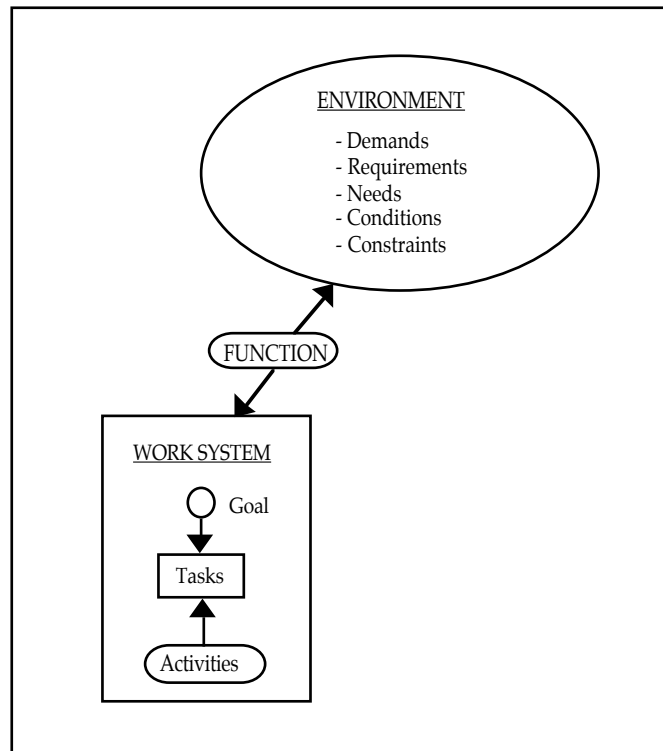 ENVIRONMENT
- Demands
- Requirements
- Needs
- Conditions
- Constraints
FUNCTION
WORK SYSTEM
Goal
Tasks
Activities